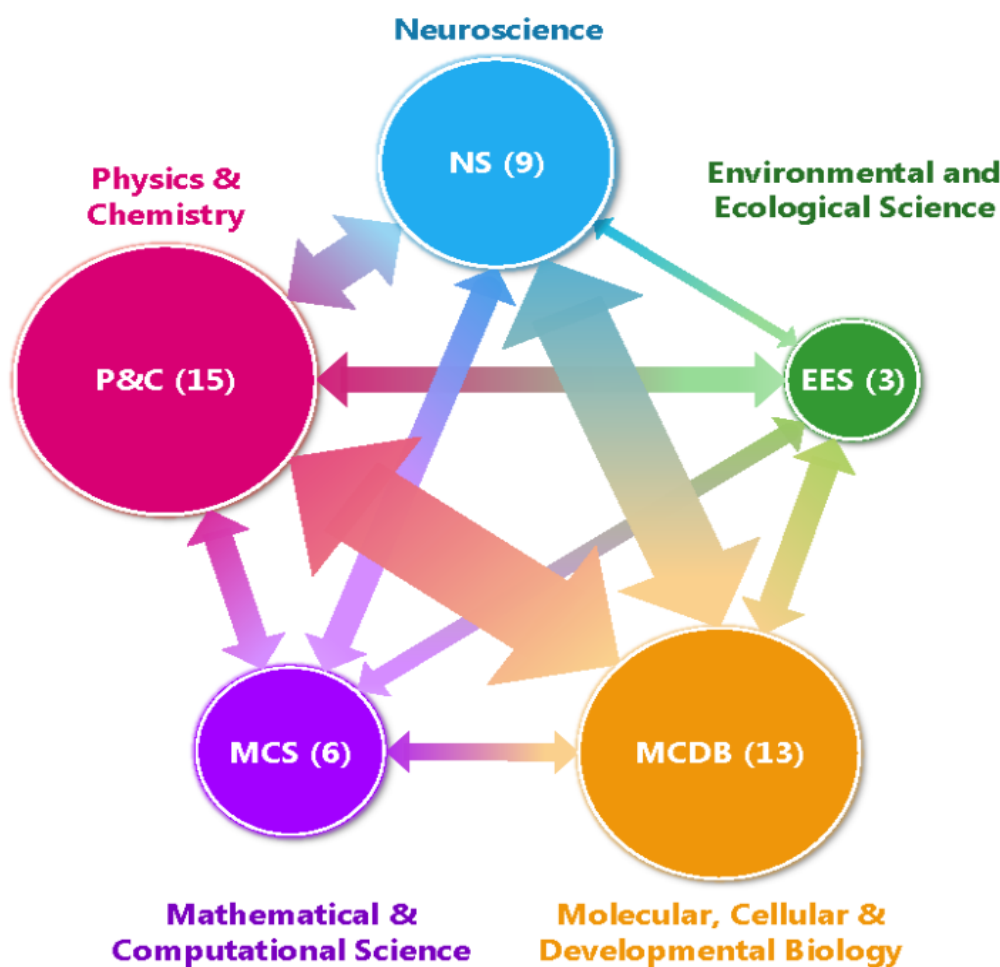 Neuroscience
NS (9)
Physics &
Chemistry
Environmental and
Ecological Science
P&C (15)
EES (3)
MCS (6)
MCDB (13)
Mathematical &
Computational Science
Molecular, Cellular &
Developmental Biology